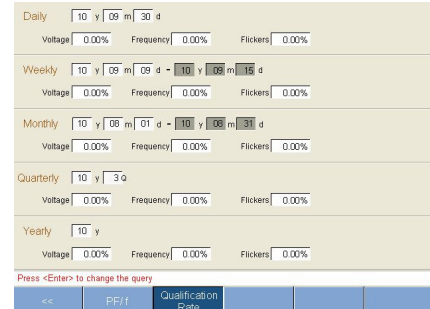 Daily 10 y 09 m 30 d
Voltage 0.00% Frequency 0.00% Flickers 0.00%
Weekly 10 y 09 m 09 d - 10 y 09 m 15 d
Voltage 0.00% Frequency 0.00% Flickers 0.00%
Monthly 10 y 08 m 01 d - 10 y 08 m 31 d
Voltage 0.00% Frequency 0.00% Flickers 0.00%
Quarterly 10 y 3 Q
Voltage 0.00% Frequency 0.00% Flickers 0.00%
Yearly 10 y
Voltage 0.00% Frequency 0.00% Flickers 0.00%
Press <Enter> to change the query
<< PF/f Qualification
Rate